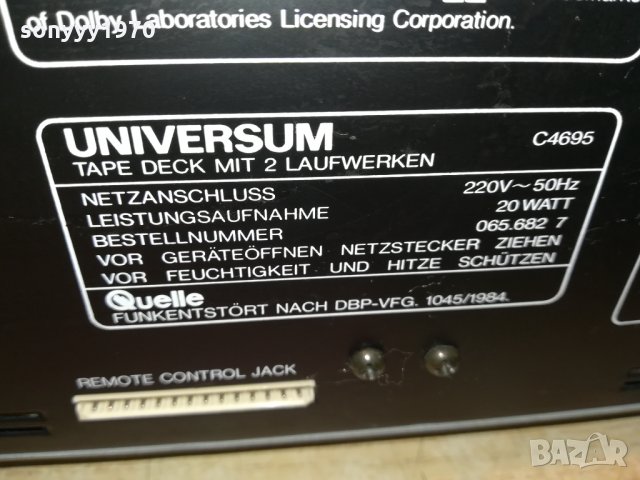 sonyyy1970
of Dolby Laboratories Licensing Corporation.
UNIVERSUM C4695
TAPE DECK MIT 2 LAUFWERKEN
NETZANSCHLUSS 220V~50Hz
LEISTUNGSAUFNAHME 20WATT
BESTELLNUMMER 065.682 7
VOR GERÄTEÖFFNEN NETZSTECKER ZIEHEN
VOR FEUCHTIGKEIT UND HITZE SCHÜTZEN
Quelle
FUNKENTSTÖRT NACH DBP-VFG. 1045/1984.
REMOTE CONTROL JACK
BAZAR
bg